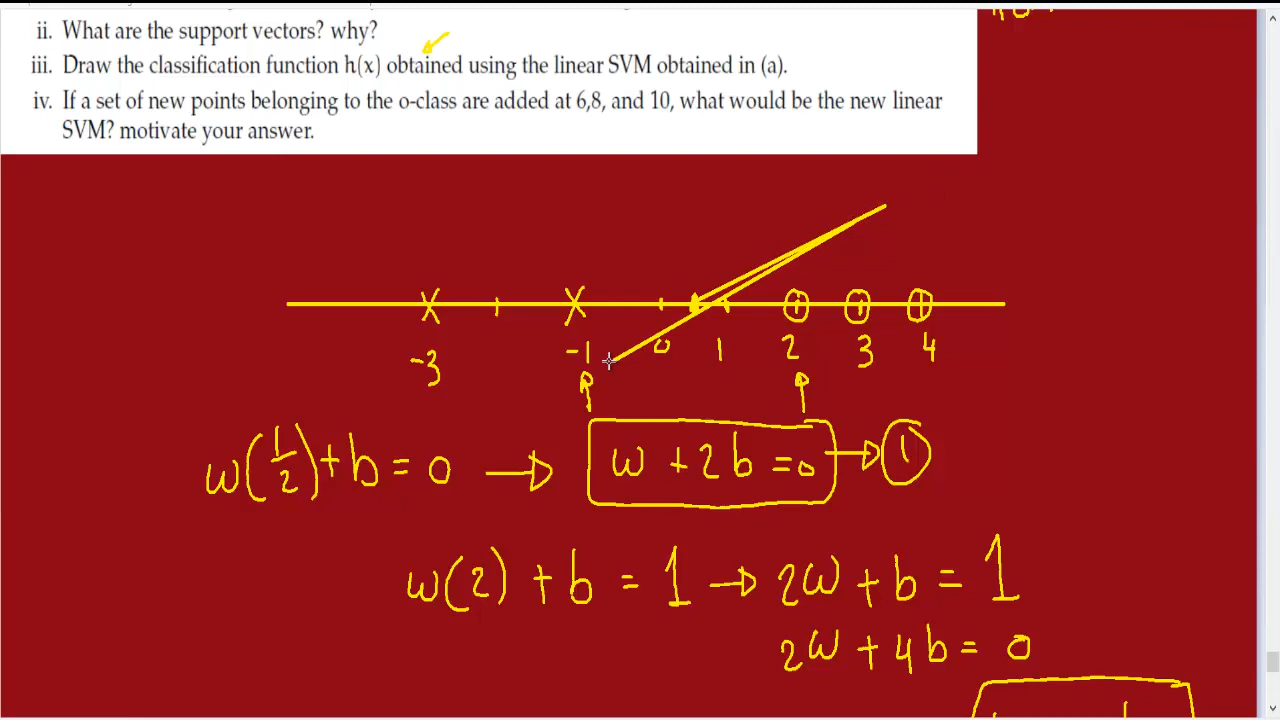 ii. What are the support vectors? why?
iii. Draw the classification function h(x) obtained using the linear SVM obtained in (a).
iv. If a set of new points belonging to the o-class are added at 6,8, and 10, what would be the new linear
SVM? motivate your answer.
-3 -1 0 1 2 3 4
w(1/2)+b=0 → w+2b=0 → 1
w(2)+b=1 → 2w+b=1
2w+4b=0